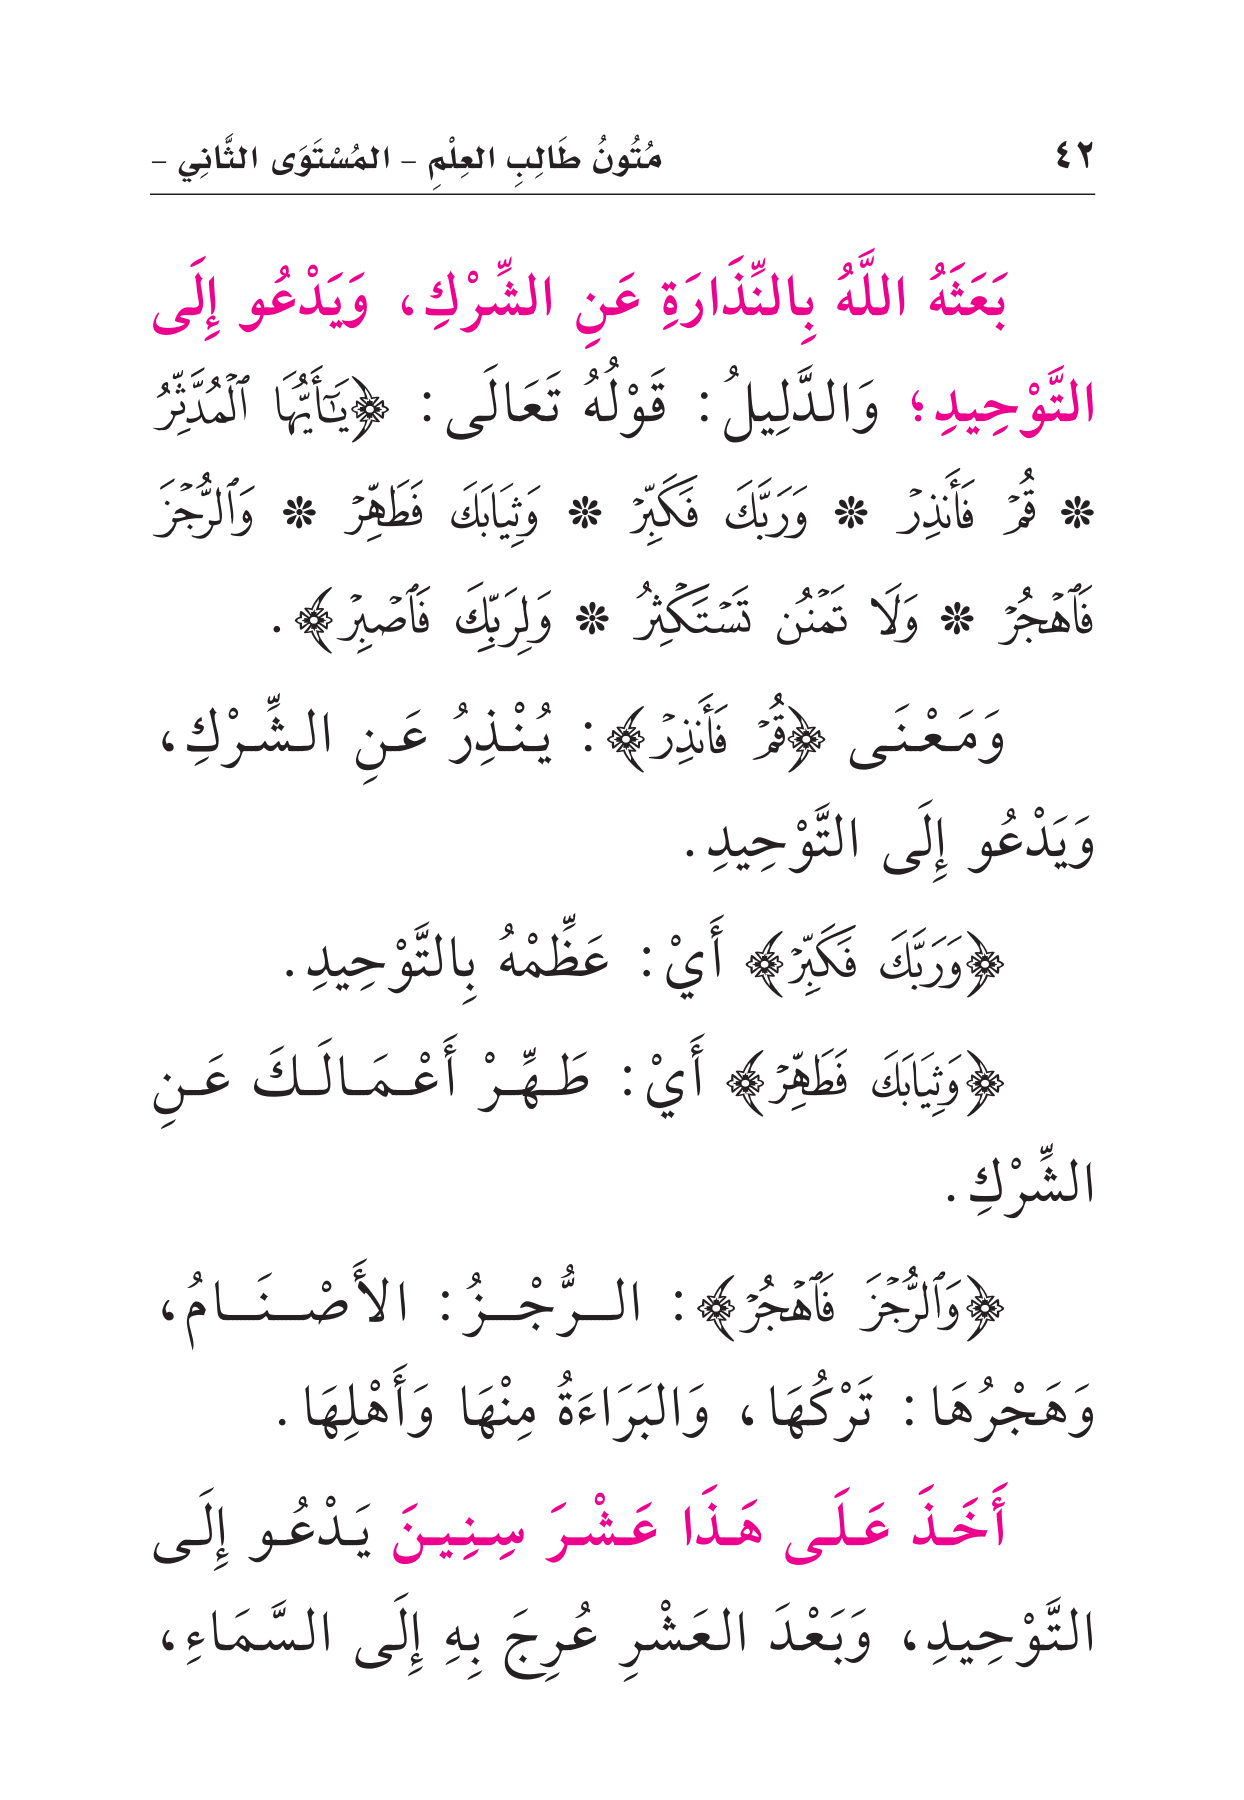 ٤٢ مُتُونُ طَالِبِ العِلْمِ – المُسْتَوَى الثَّانِي –
بَعَثَهُ اللَّهُ بِالنِّذَارَةِ عَنِ الشِّرْكِ، وَيَدْعُو إِلَى
التَّوْحِيدِ؛ وَالدَّلِيلُ: قَوْلُهُ تَعَالَى: ﴿يَٰٓأَيُّهَا ٱلۡمُدَّثِّرُ
* قُمۡ فَأَنذِرۡ * وَرَبَّكَ فَكَبِّرۡ * وَثِيَابَكَ فَطَهِّرۡ * وَٱلرُّجۡزَ
فَٱهۡجُرۡ * وَلَا تَمۡنُن تَسۡتَكۡثِرُ * وَلِرَبِّكَ فَٱصۡبِرۡ﴾.
وَمَعْنَى ﴿قُمۡ فَأَنذِرۡ﴾: يُنْذِرُ عَنِ الشِّرْكِ،
وَيَدْعُو إِلَى التَّوْحِيدِ.
﴿وَرَبَّكَ فَكَبِّرۡ﴾ أَيْ: عَظِّمْهُ بِالتَّوْحِيدِ.
﴿وَثِيَابَكَ فَطَهِّرۡ﴾ أَيْ: طَهِّرْ أَعْمَالَكَ عَنِ
الشِّرْكِ.
﴿وَٱلرُّجۡزَ فَٱهۡجُرۡ﴾: الرُّجْزُ: الأَصْنَامُ،
وَهَجْرُهَا: تَرْكُهَا، وَالبَرَاءَةُ مِنْهَا وَأَهْلِهَا.
أَخَذَ عَلَى هَذَا عَشْرَ سِنِينَ يَدْعُو إِلَى
التَّوْحِيدِ، وَبَعْدَ العَشْرِ عُرِجَ بِهِ إِلَى السَّمَاءِ،